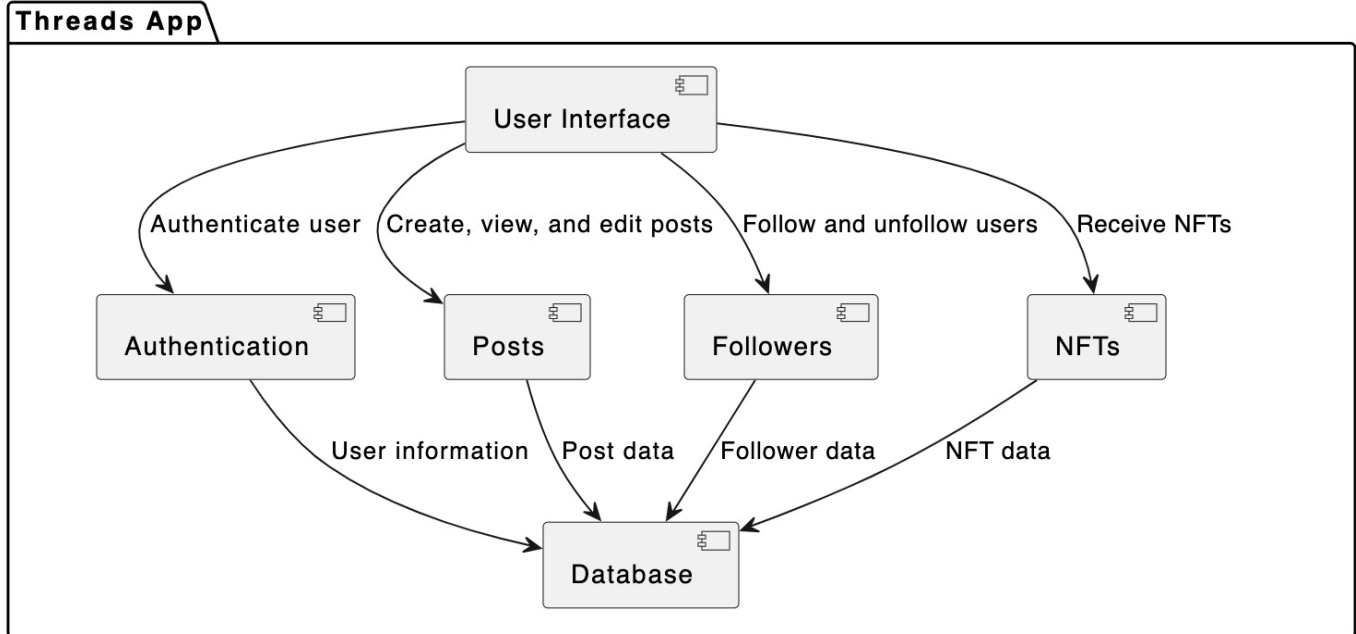 Threads App
User Interface
Authenticate user
Create, view, and edit posts
Follow and unfollow users
Receive NFTs
Authentication
Posts
Followers
NFTs
User information
Post data
Follower data
NFT data
Database